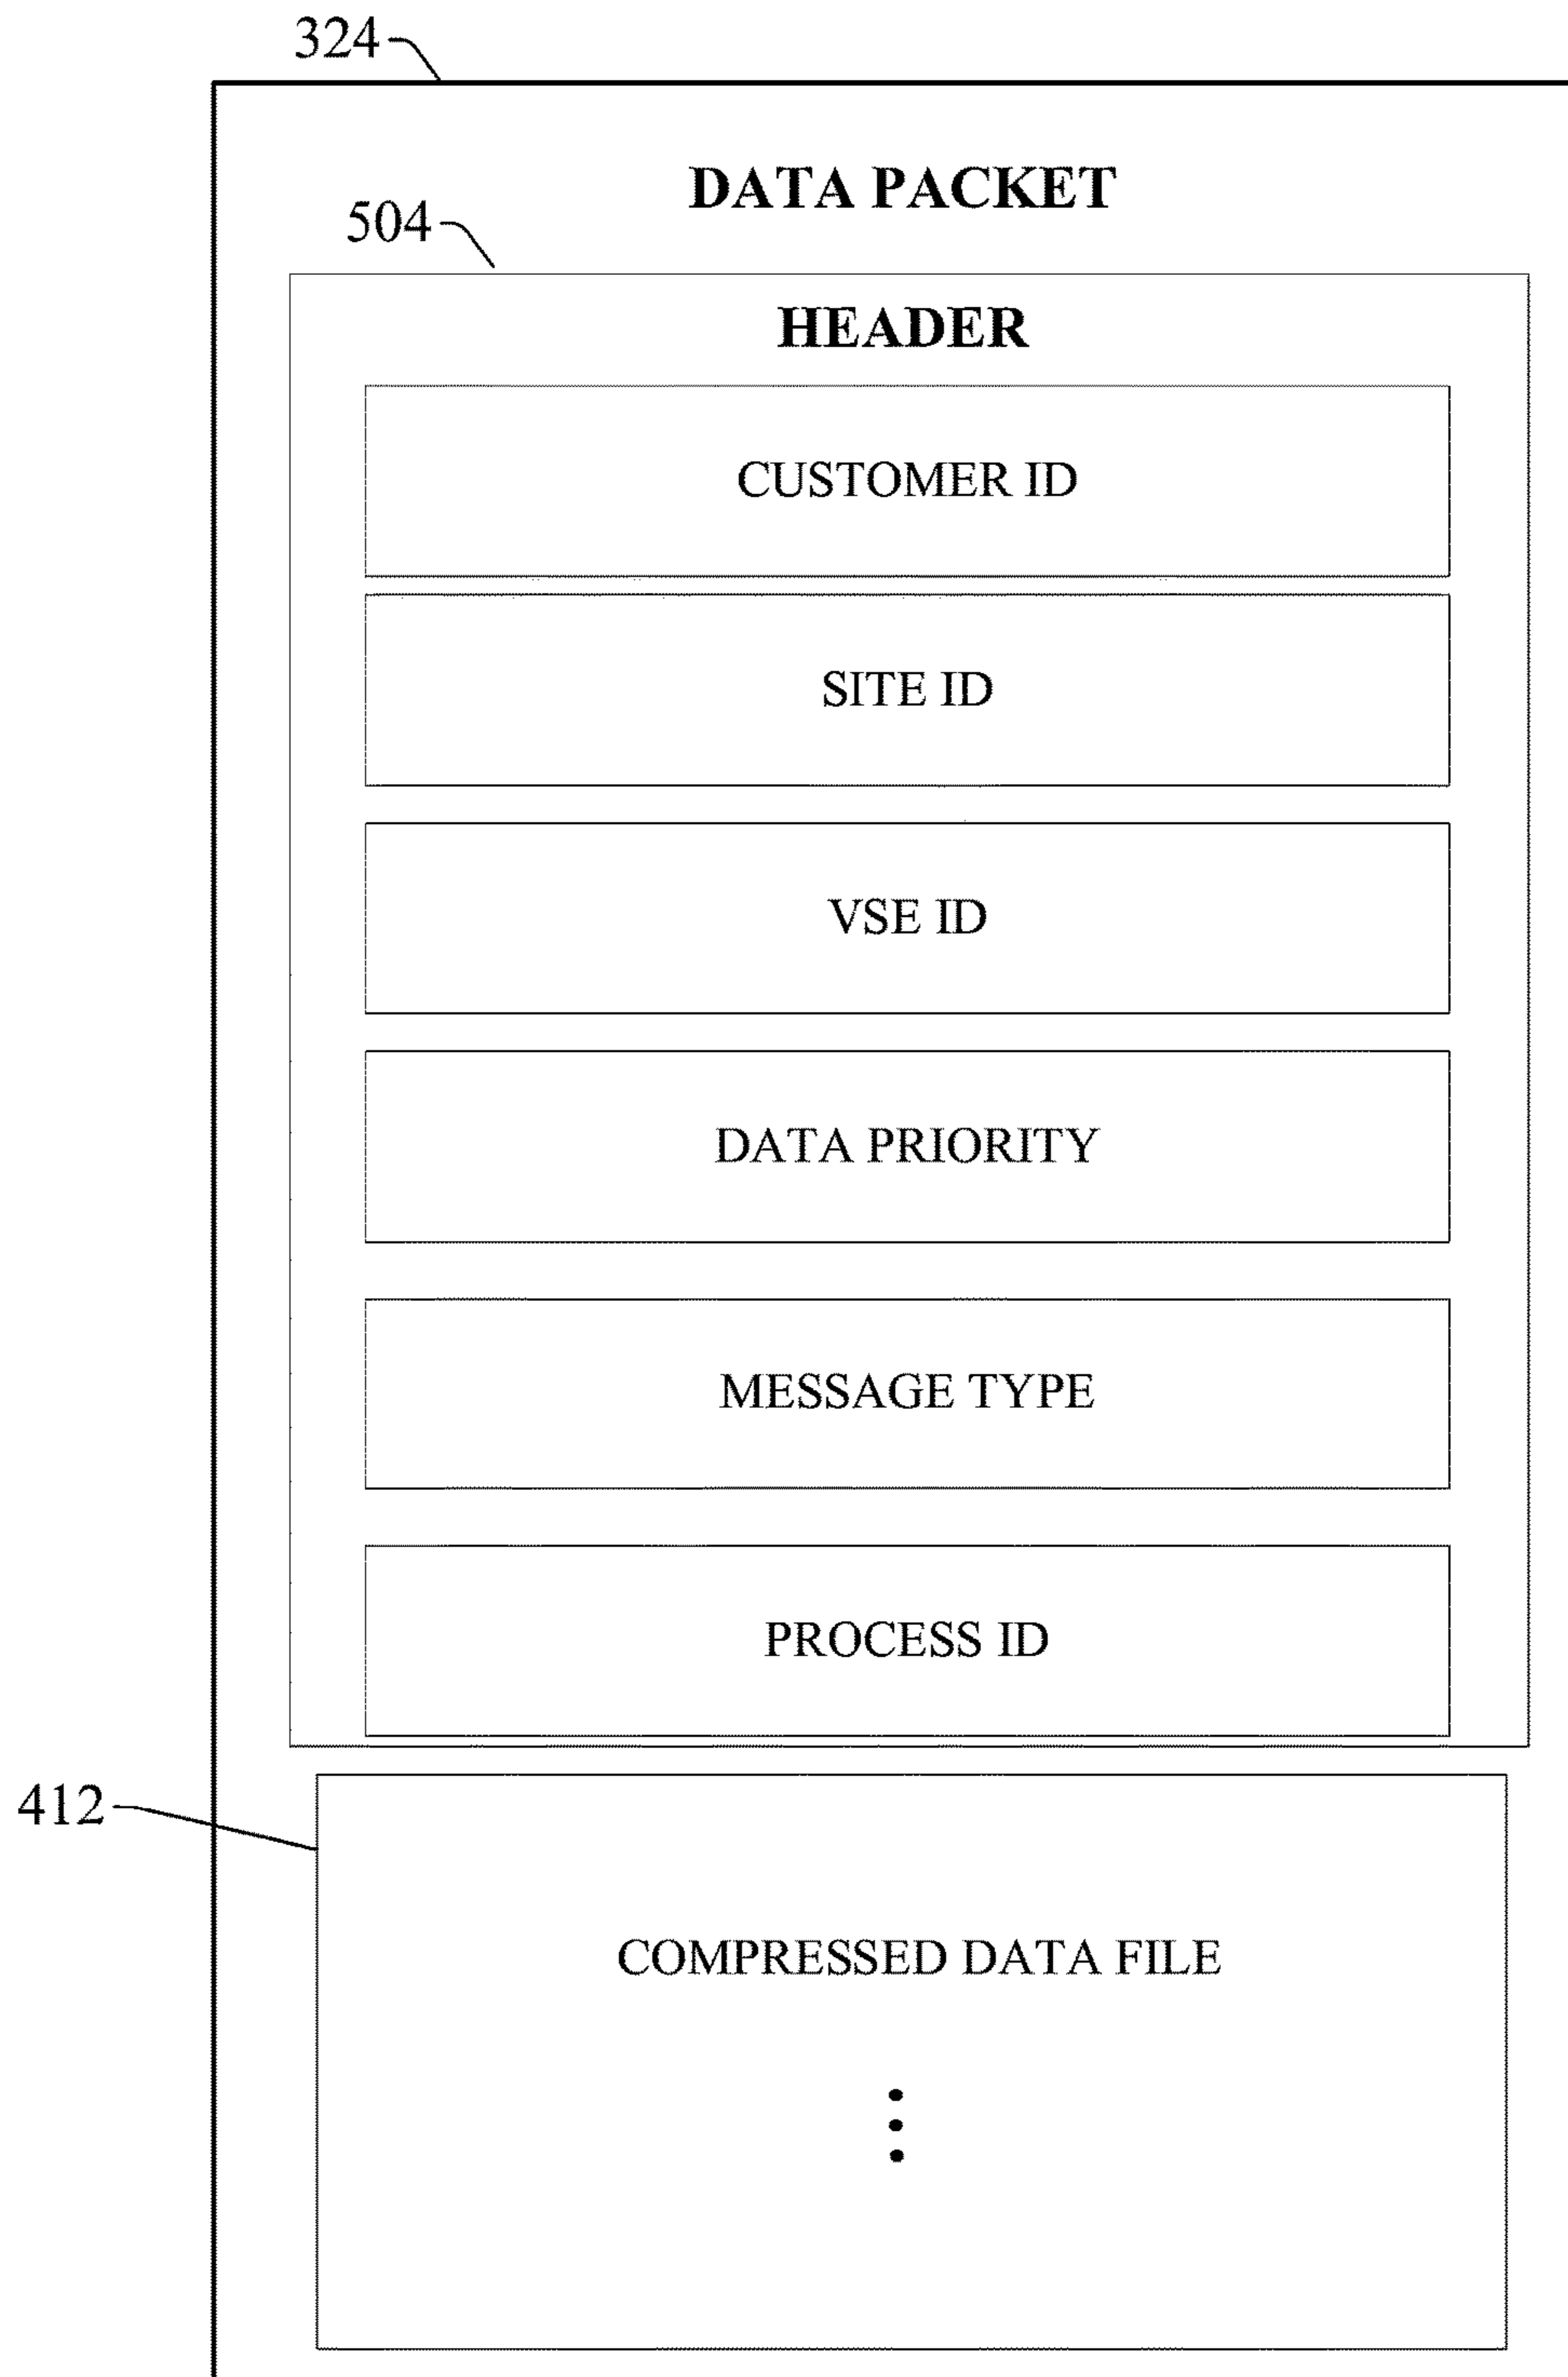 324
DATA PACKET
504
HEADER
CUSTOMER ID
SITE ID
VSE ID
DATA PRIORITY
MESSAGE TYPE
PROCESS ID
412
COMPRESSED DATA FILE